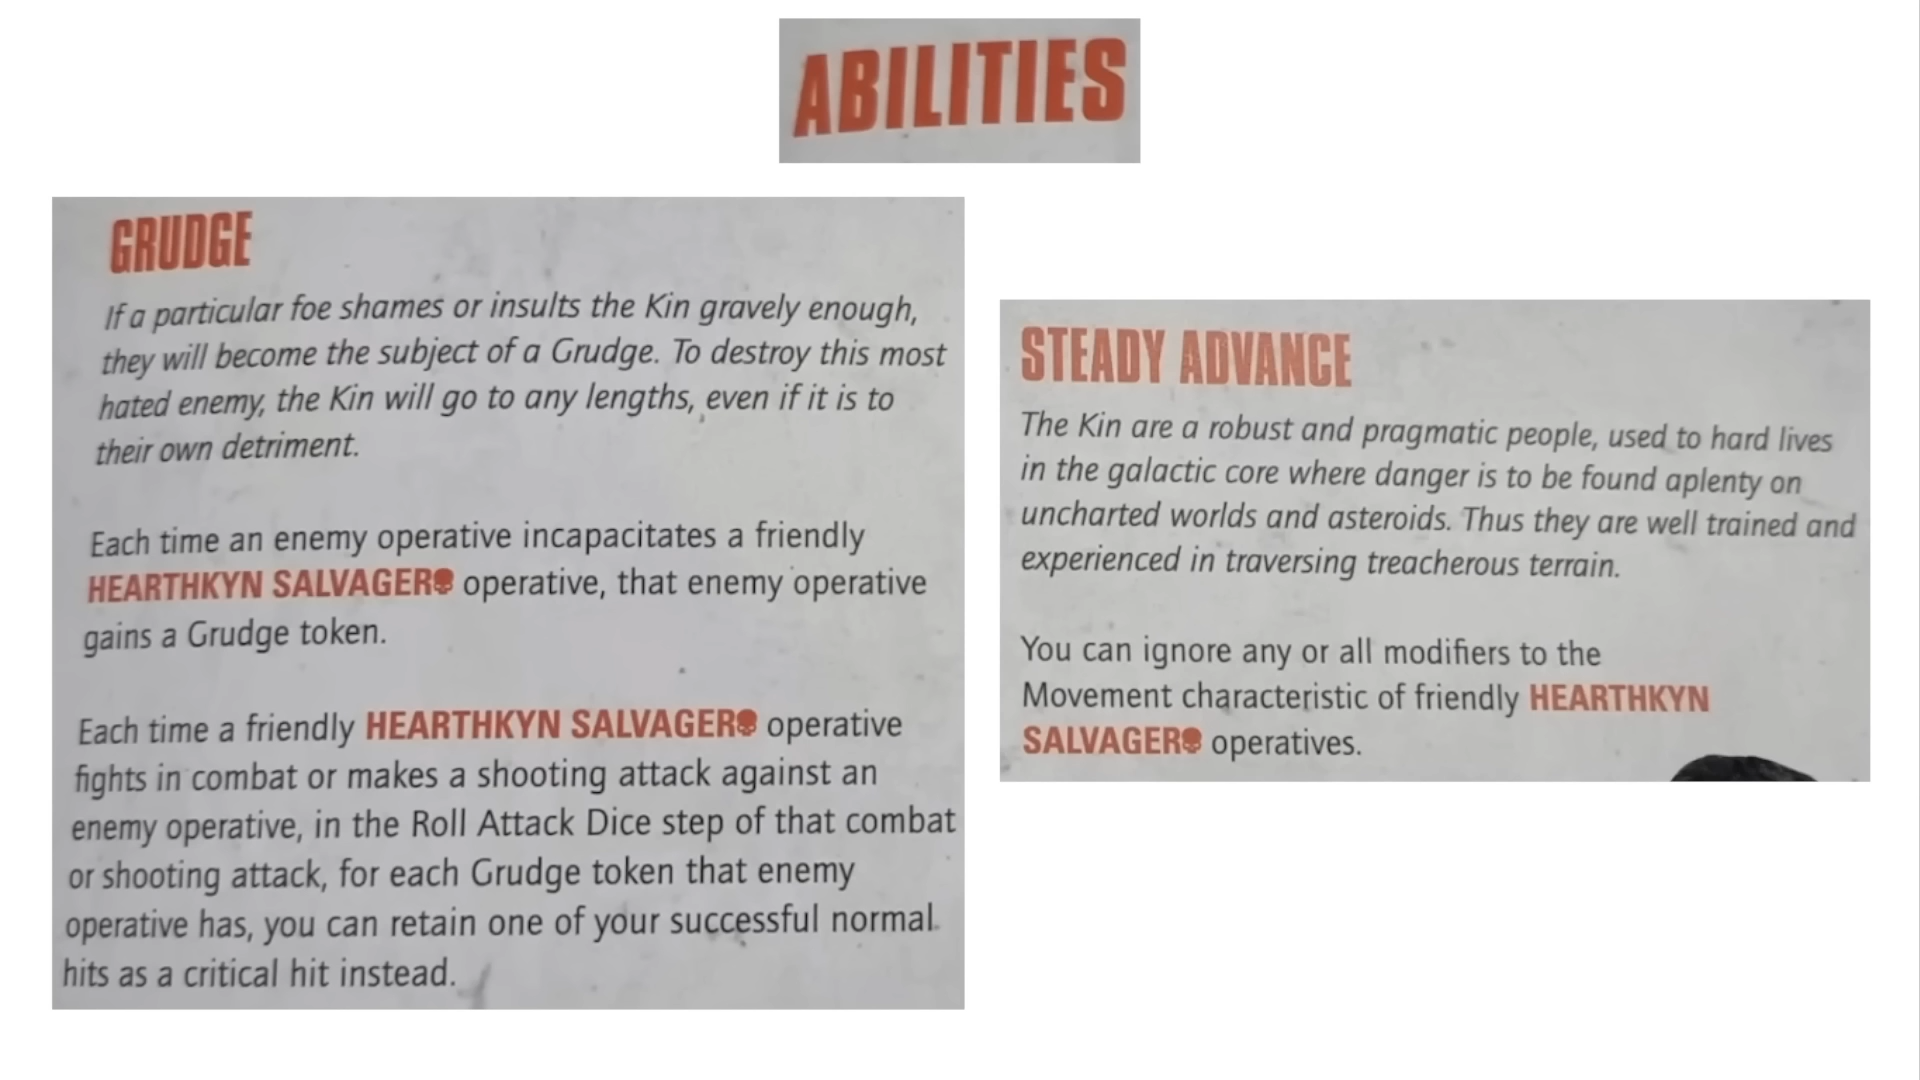 ABILITIES
GRUDGE
If a particular foe shames or insults the Kin gravely enough,
they will become the subject of a Grudge. To destroy this most
hated enemy, the Kin will go to any lengths, even if it is to
their own detriment.
Each time an enemy operative incapacitates a friendly
HEARTHKYN SALVAGER operative, that enemy operative
gains a Grudge token.
Each time a friendly HEARTHKYN SALVAGER operative
fights in combat or makes a shooting attack against an
enemy operative, in the Roll Attack Dice step of that combat
or shooting attack, for each Grudge token that enemy
operative has, you can retain one of your successful normal
hits as a critical hit instead.
STEADY ADVANCE
The Kin are a robust and pragmatic people, used to hard lives
in the galactic core where danger is to be found aplenty on
uncharted worlds and asteroids. Thus they are well trained and
experienced in traversing treacherous terrain.
You can ignore any or all modifiers to the
Movement characteristic of friendly HEARTHKYN
SALVAGER operatives.